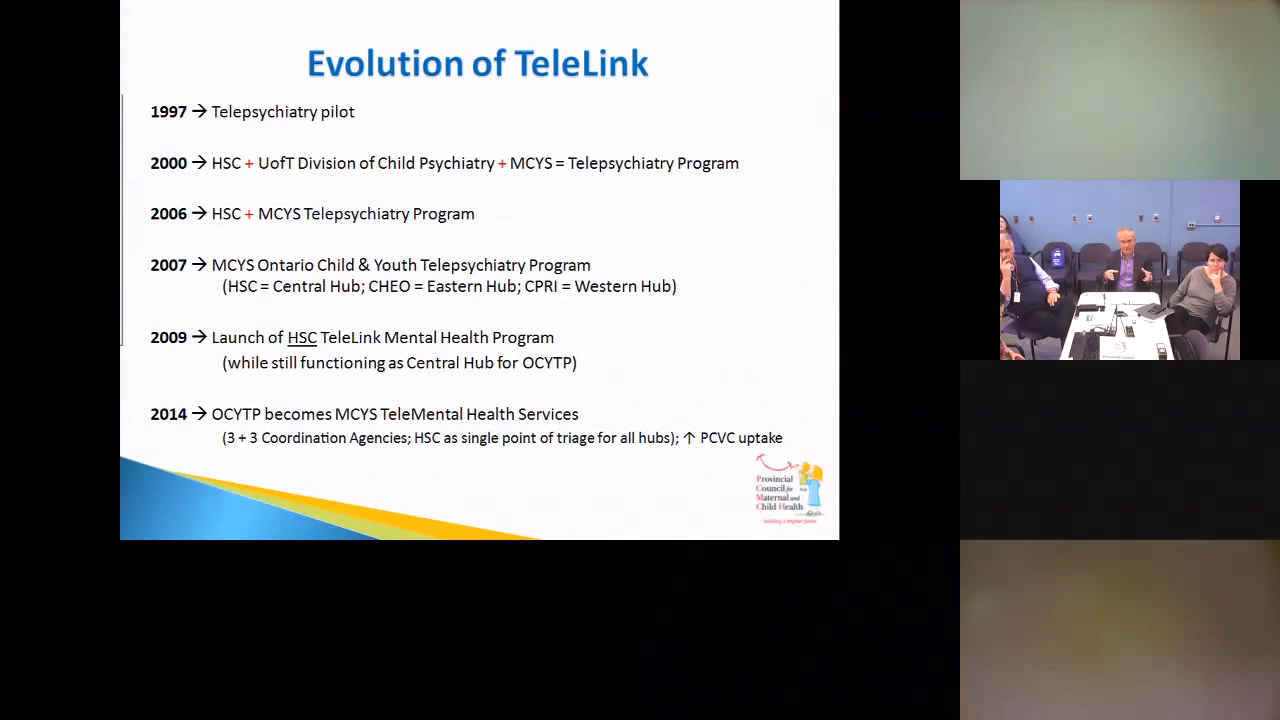 Evolution of TeleLink
1997 → Telepsychiatry pilot
2000 → HSC + UofT Division of Child Psychiatry + MCYS = Telepsychiatry Program
2006 → HSC + MCYS Telepsychiatry Program
2007 → MCYS Ontario Child & Youth Telepsychiatry Program
(HSC = Central Hub; CHEO = Eastern Hub; CPRI = Western Hub)
2009 → Launch of HSC TeleLink Mental Health Program
(while still functioning as Central Hub for OCYTP)
2014 → OCYTP becomes MCYS TeleMental Health Services
(3 + 3 Coordination Agencies; HSC as single point of triage for all hubs); ↑ PCVC uptake
Provincial
Council for
Maternal and
Child Health
building a brighter future